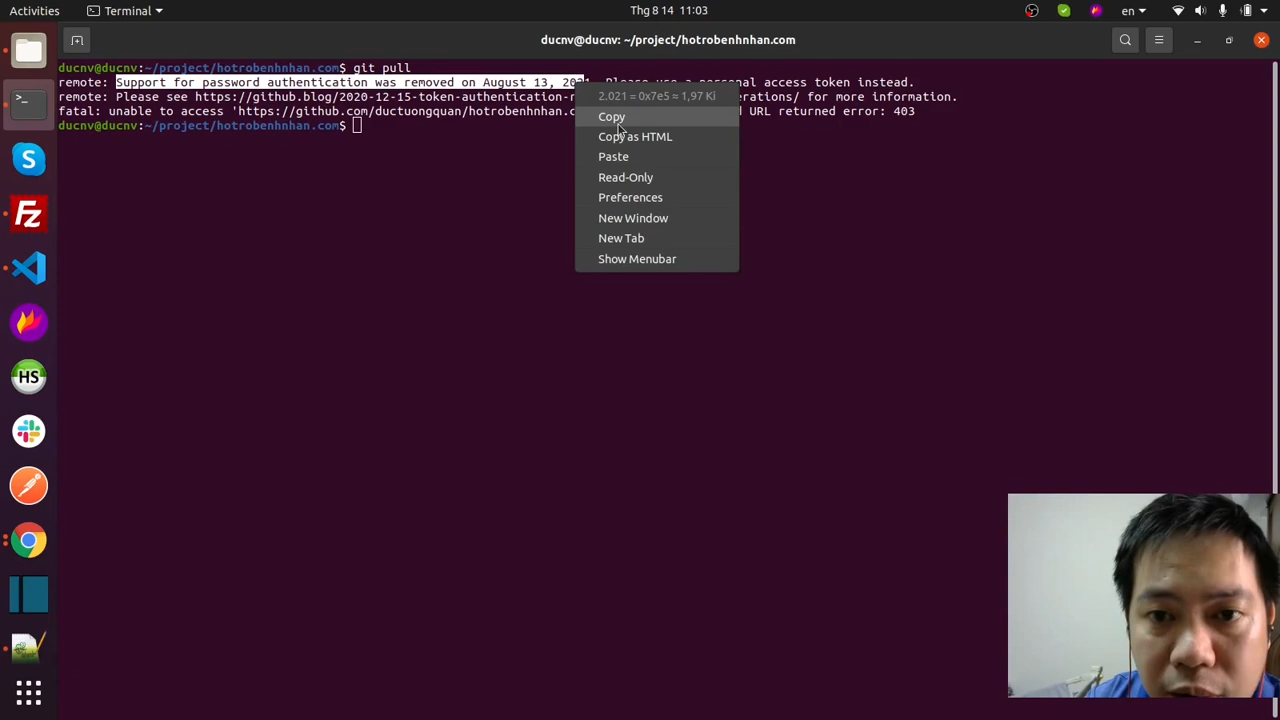 Activities
Terminal
Thg 8 14 11:03
en
ducnv@ducnv: ~/project/hotrobenhnhan.com
ducnv@ducnv:~/project/hotrobenhnhan.com$ git pull
remote: Support for password authentication was removed on August 13, 2021. Please use a personal access token instead.
remote: Please see https://github.blog/2020-12-15-token-authentication-r erations/ for more information.
fatal: unable to access 'https://github.com/ductuongquan/hotrobenhnhan.c d URL returned error: 403
ducnv@ducnv:~/project/hotrobenhnhan.com$
2.021 = 0x7e5 ≈ 1,97 Ki
Copy
Copy as HTML
Paste
Read-Only
Preferences
New Window
New Tab
Show Menubar
>_
S
Fz
HS